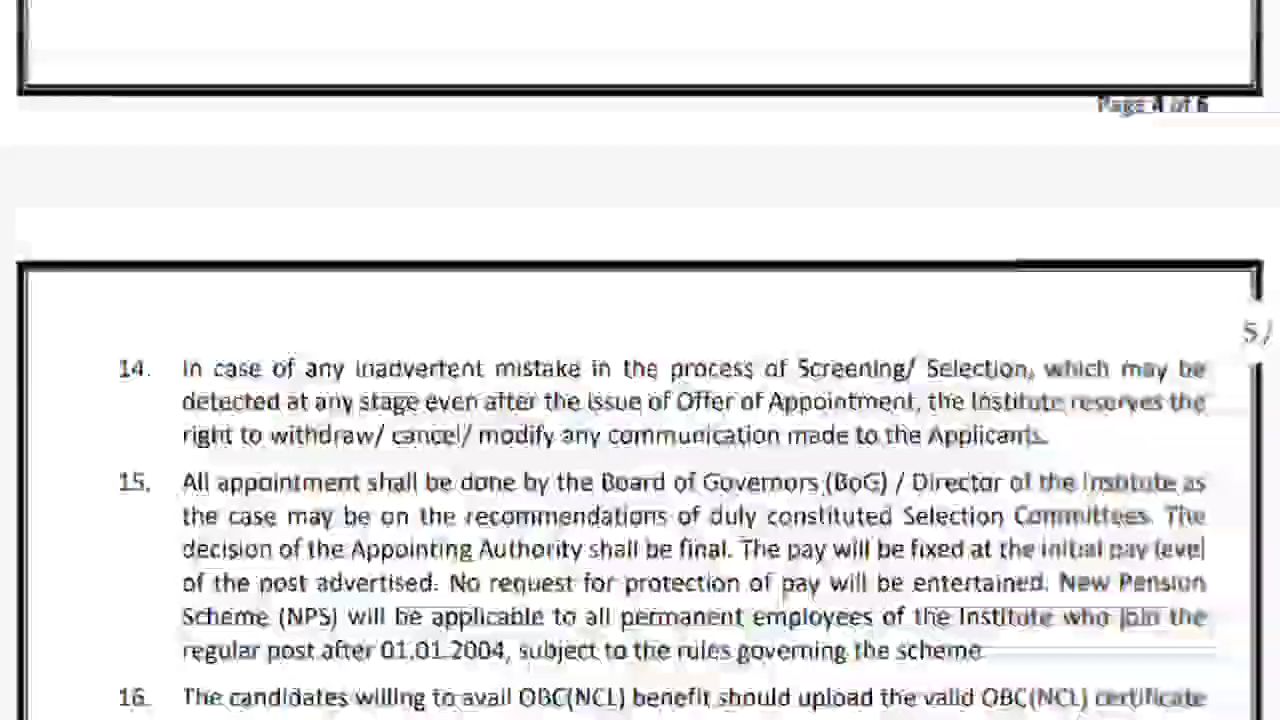 Page 4 of 6
5/
14. In case of any inadvertent mistake in the process of Screening/ Selection, which may be
detected at any stage even after the issue of Offer of Appointment, the Institute reserves the
right to withdraw/ cancel/ modify any communication made to the Applicants.
15. All appointment shall be done by the Board of Governors (BoG) / Director of the Institute as
the case may be on the recommendations of duly constituted Selection Committees. The
decision of the Appointing Authority shall be final. The pay will be fixed at the initial pay level
of the post advertised. No request for protection of pay will be entertained. New Pension
Scheme (NPS) will be applicable to all permanent employees of the Institute who join the
regular post after 01.01.2004, subject to the rules governing the scheme.
16. The candidates willing to avail OBC(NCL) benefit should upload the valid OBC(NCL) certificate